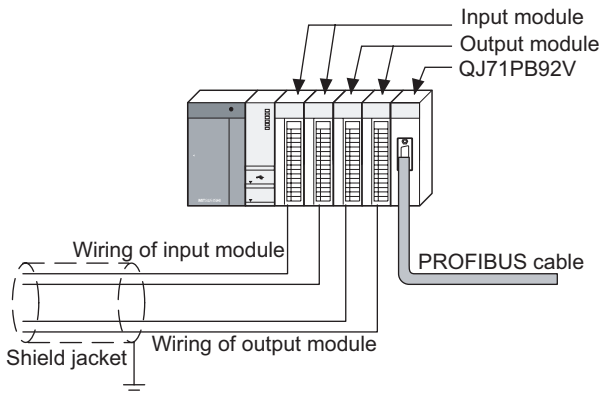 Input module
Output module
QJ71PB92V
Wiring of input module
PROFIBUS cable
Wiring of output module
Shield jacket